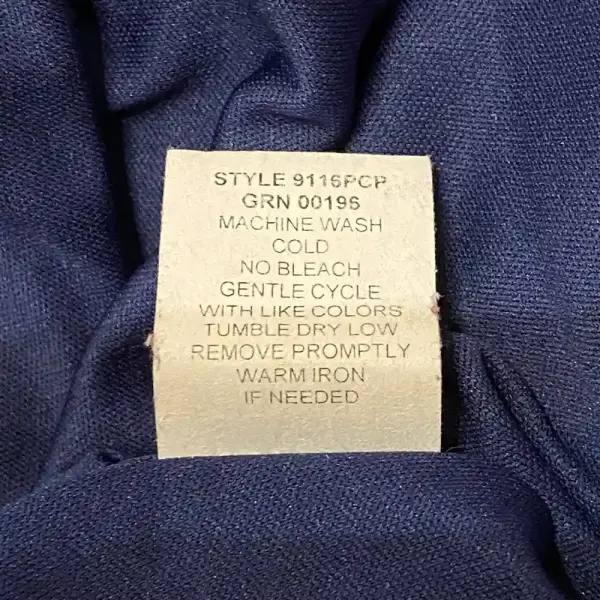 STYLE 9116PCP
GRN 00196
MACHINE WASH
COLD
NO BLEACH
GENTLE CYCLE
WITH LIKE COLORS
TUMBLE DRY LOW
REMOVE PROMPTLY
WARM IRON
IF NEEDED